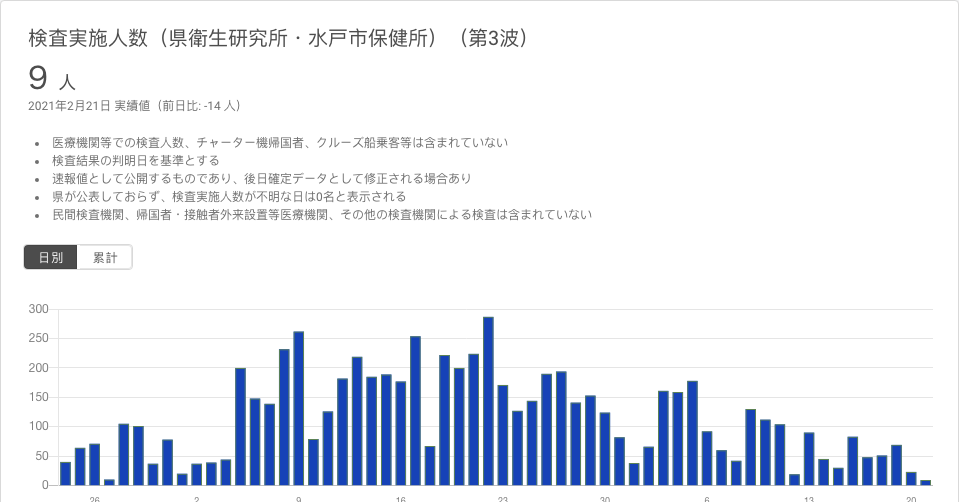 検査実施人数（県衛生研究所・水戸市保健所）（第3波）
9 人
2021年2月21日 実績値（前日比: -14 人）
• 医療機関等での検査人数、チャーター機帰国者、クルーズ船乗客等は含まれていない
• 検査結果の判明日を基準とする
• 速報値として公開するものであり、後日確定データとして修正される場合あり
• 県が公表しておらず、検査実施人数が不明な日は0名と表示される
• 民間検査機関、帰国者・接触者外来設置等医療機関、その他の検査機関による検査は含まれていない
日別 累計
300
250
200
150
100
50
0
26 2 9 16 23 30 6 13 20